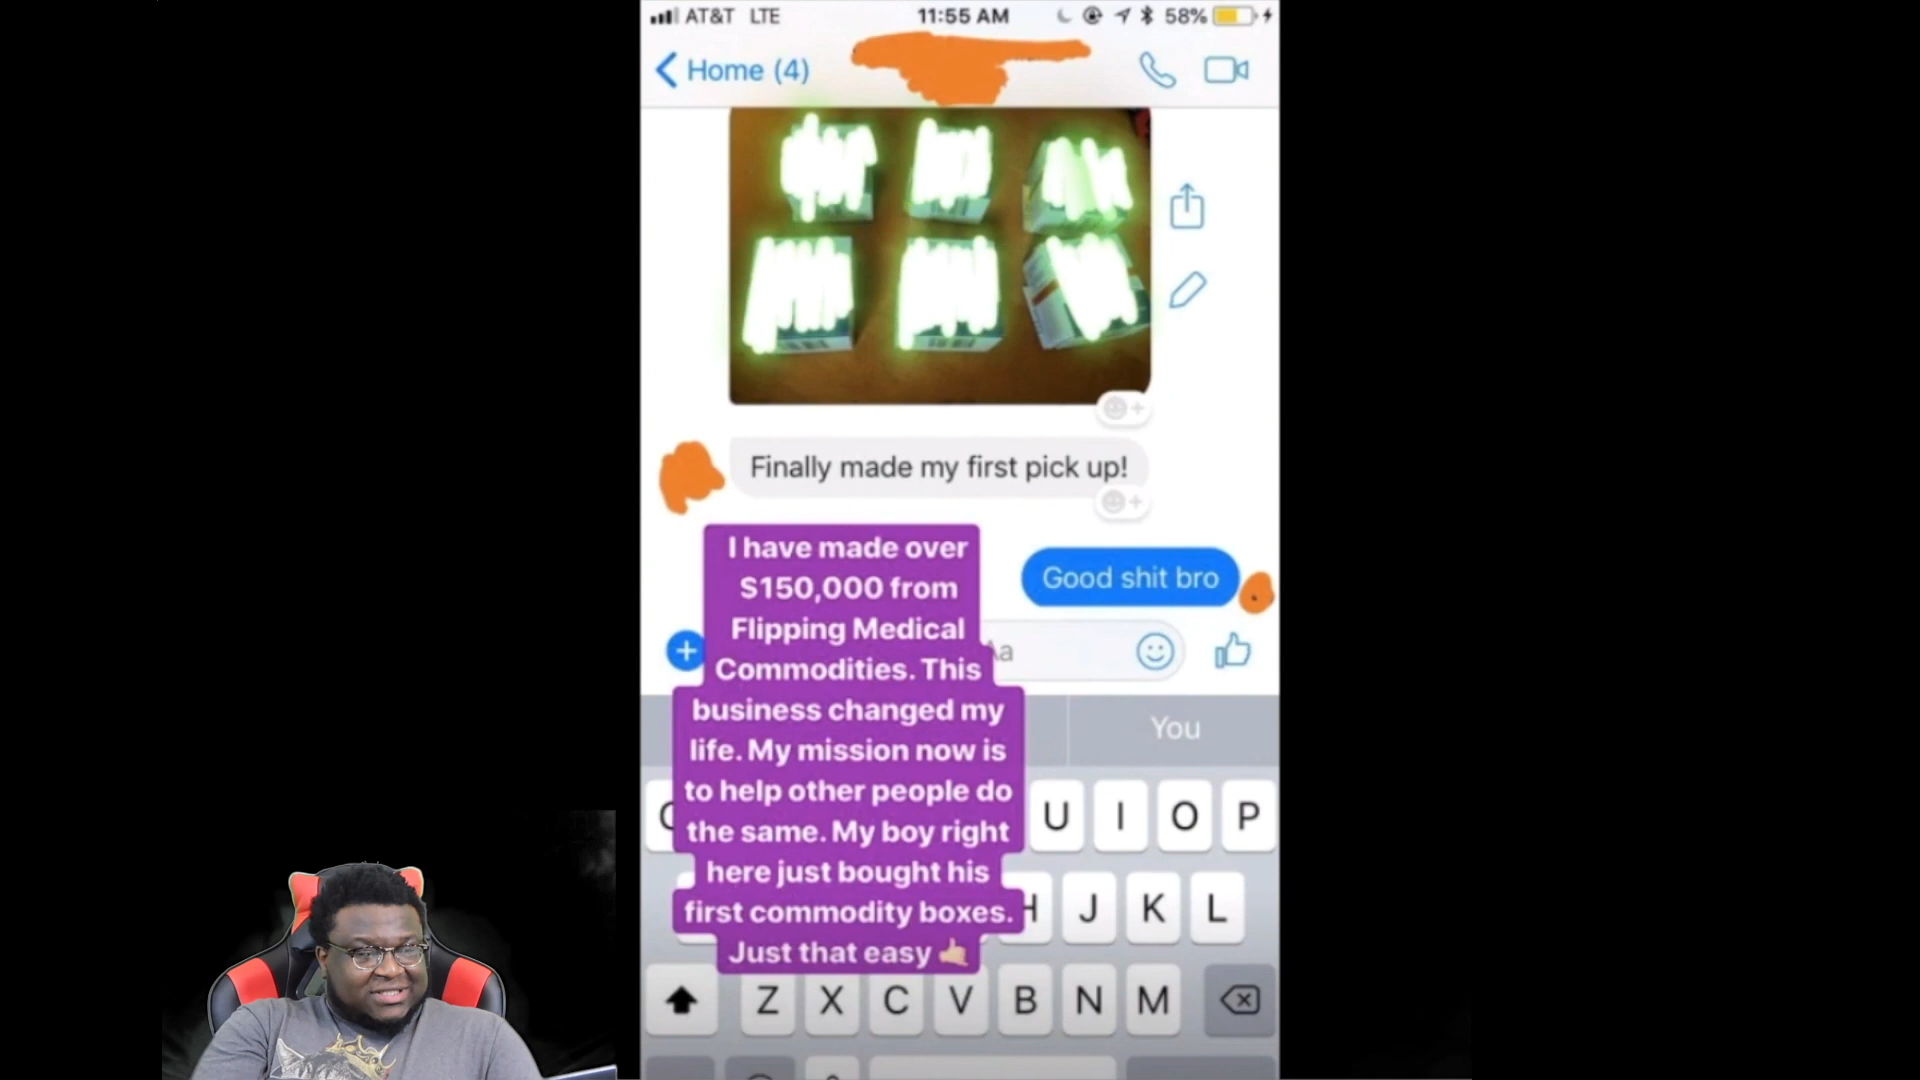 AT&T LTE 11:55 AM 58%
Home (4)
Finally made my first pick up!
Good shit bro
I have made over
$150,000 from
Flipping Medical
Commodities. This
business changed my
life. My mission now is
to help other people do
the same. My boy right
here just bought his
first commodity boxes.
Just that easy 🤙🏼
Aa
You
U I O P
H J K L
Z X C V B N M